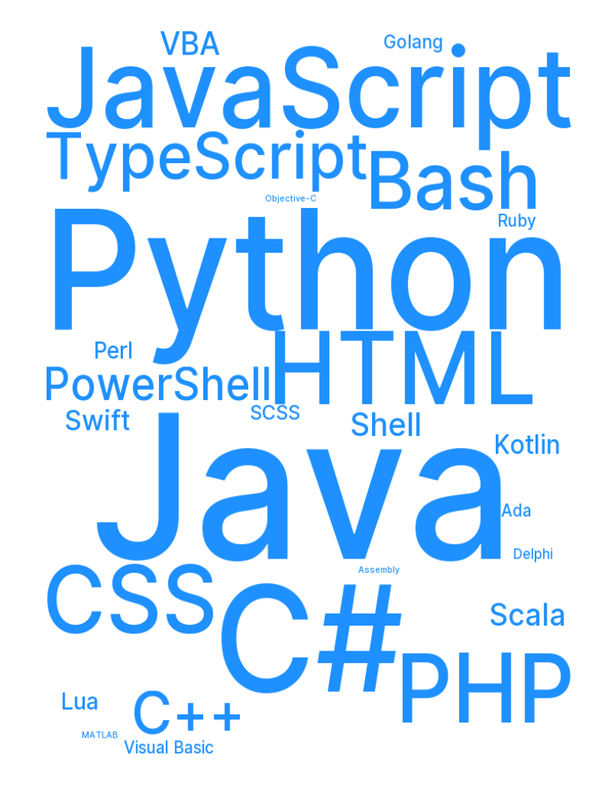 VBA
Golang
JavaScript
TypeScript
Bash
Objective-C
Ruby
Python
Perl
HTML
PowerShell
SCSS
Swift
Shell
Kotlin
Java
Ada
Delphi
Assembly
CSS
C#
Scala
PHP
Lua
C++
MATLAB
Visual Basic